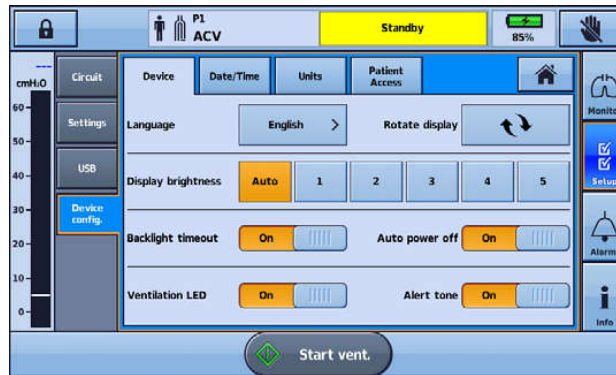 P1
ACV
Standby
85%
cmH2O
60
50
40
30
20
10
0
Circuit
Settings
USB
Device
config.
Device
Date/Time
Units
Patient
Access
Language
English >
Rotate display
Display brightness
Auto
1
2
3
4
5
Backlight timeout
On
Auto power off
On
Ventilation LED
On
Alert tone
On
Monito
Setup
Alarm
Info
Start vent.